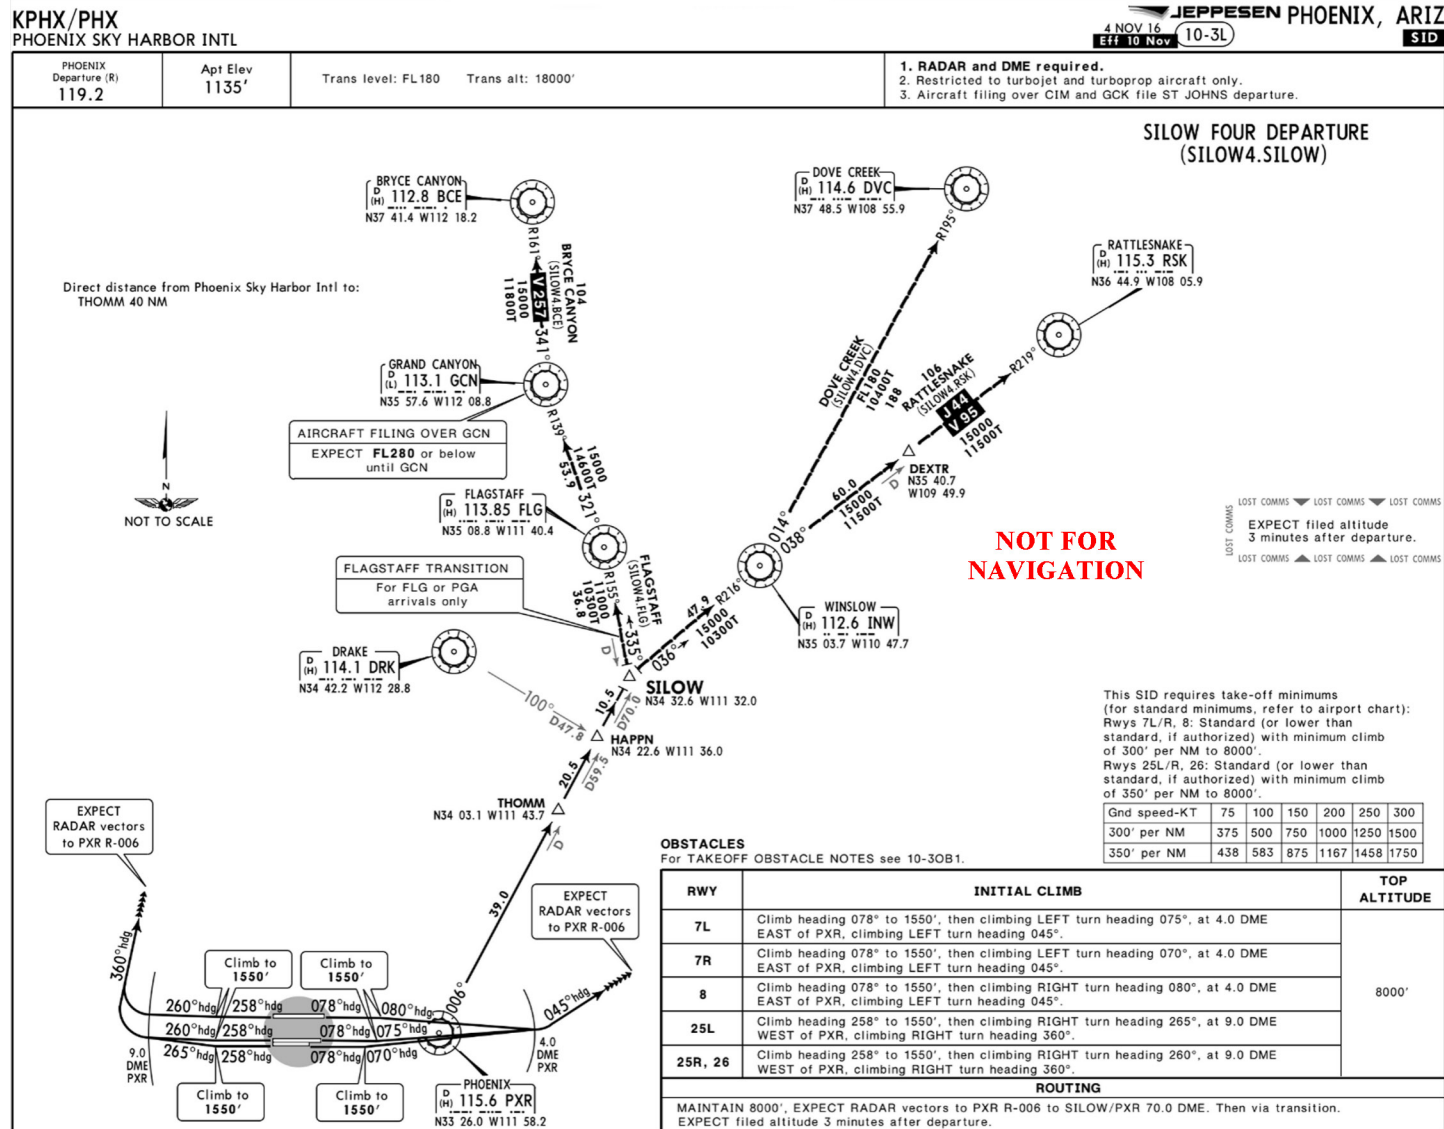 KPHX/PHX
PHOENIX SKY HARBOR INTL
JEPPESEN
PHOENIX, ARIZ
4 NOV 16
Eff 10 Nov
10-3L
SID
PHOENIX
Departure (R)
119.2
Apt Elev
1135'
Trans level: FL180 Trans alt: 18000'
1. RADAR and DME required.
2. Restricted to turbojet and turboprop aircraft only.
3. Aircraft filing over CIM and GCK file ST JOHNS departure.
SILOW FOUR DEPARTURE
(SILOW4.SILOW)
BRYCE CANYON
D
(H) 112.8 BCE
N37 41.4 W112 18.2
DOVE CREEK
D
(H) 114.6 DVC
N37 48.5 W108 55.9
R195°
RATTLESNAKE
D
(H) 115.3 RSK
N36 44.9 W108 05.9
R161°
V 257
15000
11800T
341°
104
BRYCE CANYON
(SILOW4.BCE)
Direct distance from Phoenix Sky Harbor Intl to:
THOMM 40 NM
GRAND CANYON
D
(L) 113.1 GCN
N35 57.6 W112 08.8
R139°
DOVE CREEK
(SILOW4.DVC)
FL180
10400T
188
106
RATTLESNAKE
(SILOW4.RSK)
J 44
V 95
15000
11500T
R219°
AIRCRAFT FILING OVER GCN
EXPECT FL280 or below
until GCN
15000
14600T
53.9
321°
DEXTR
N35 40.7
W109 49.9
D
60.0
15000
11500T
N
NOT TO SCALE
FLAGSTAFF
D
(H) 113.85 FLG
N35 08.8 W111 40.4
014°
038°
NOT FOR
NAVIGATION
LOST COMMS LOST COMMS LOST COMMS
LOST COMMS
EXPECT filed altitude
3 minutes after departure.
LOST COMMS LOST COMMS LOST COMMS
FLAGSTAFF TRANSITION
For FLG or PGA
arrivals only
R155°
11000
10300T
36.8
FLAGSTAFF
(SILOW4.FLG)
335°
D
R216°
47.9
15000
10300T
036°
WINSLOW
D
(H) 112.6 INW
N35 03.7 W110 47.7
DRAKE
D
(H) 114.1 DRK
N34 42.2 W112 28.8
100°
D47.8
SILOW
N34 32.6 W111 32.0
10.5
D70.0
HAPPN
N34 22.6 W111 36.0
20.5
D59.5
THOMM
N34 03.1 W111 43.7
D
39.0
This SID requires take-off minimums
(for standard minimums, refer to airport chart):
Rwys 7L/R, 8: Standard (or lower than
standard, if authorized) with minimum climb
of 300' per NM to 8000'.
Rwys 25L/R, 26: Standard (or lower than
standard, if authorized) with minimum climb
of 350' per NM to 8000'.
Gnd speed-KT 75 100 150 200 250 300
300' per NM 375 500 750 1000 1250 1500
350' per NM 438 583 875 1167 1458 1750
EXPECT
RADAR vectors
to PXR R-006
EXPECT
RADAR vectors
to PXR R-006
360°hdg
Climb to
1550'
Climb to
1550'
006°
045°hdg
260°hdg 258°hdg 078°hdg 080°hdg
260°hdg 258°hdg 078°hdg 075°hdg
265°hdg 258°hdg 078°hdg 070°hdg
9.0
DME
PXR
4.0
DME
PXR
Climb to
1550'
Climb to
1550'
PHOENIX
D
(H) 115.6 PXR
N33 26.0 W111 58.2
OBSTACLES
For TAKEOFF OBSTACLE NOTES see 10-3OB1.
RWY INITIAL CLIMB TOP
ALTITUDE
7L Climb heading 078° to 1550', then climbing LEFT turn heading 075°, at 4.0 DME
EAST of PXR, climbing LEFT turn heading 045°.
7R Climb heading 078° to 1550', then climbing LEFT turn heading 070°, at 4.0 DME
EAST of PXR, climbing LEFT turn heading 045°.
8 Climb heading 078° to 1550', then climbing RIGHT turn heading 080°, at 4.0 DME
EAST of PXR, climbing LEFT turn heading 045°.
8000'
25L Climb heading 258° to 1550', then climbing RIGHT turn heading 265°, at 9.0 DME
WEST of PXR, climbing RIGHT turn heading 360°.
25R, 26 Climb heading 258° to 1550', then climbing RIGHT turn heading 260°, at 9.0 DME
WEST of PXR, climbing RIGHT turn heading 360°.
ROUTING
MAINTAIN 8000', EXPECT RADAR vectors to PXR R-006 to SILOW/PXR 70.0 DME. Then via transition.
EXPECT filed altitude 3 minutes after departure.